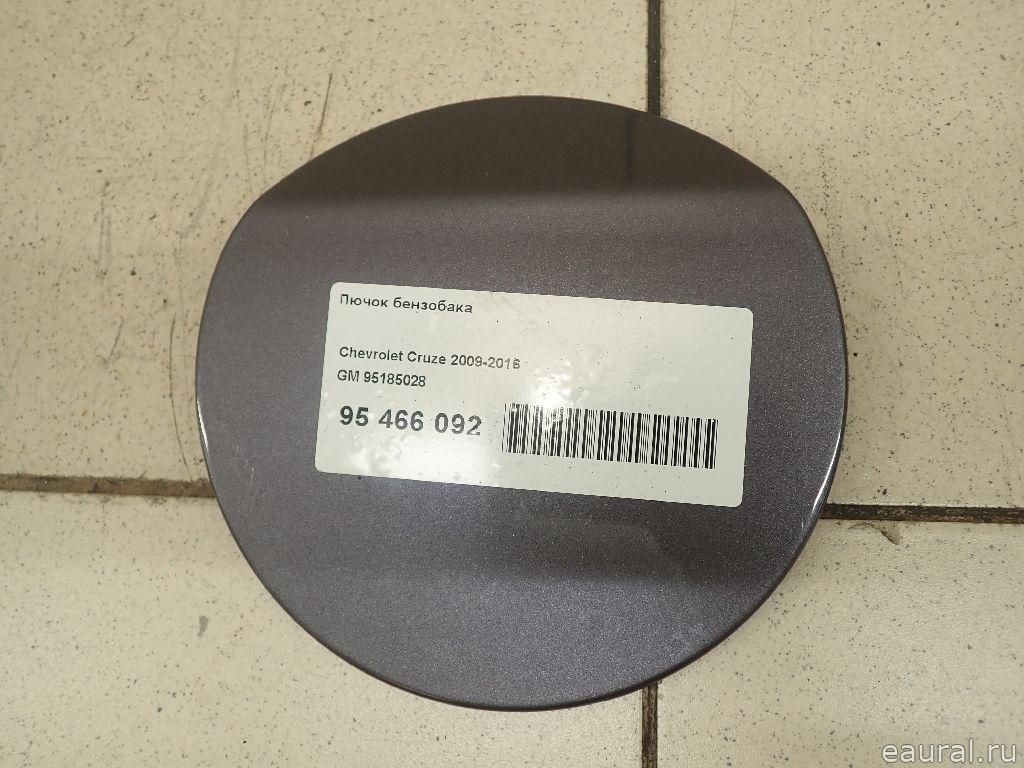 Лючок бензобака
Chevrolet Cruze 2009-2016
GM 95185028
95 466 092
eaural.ru